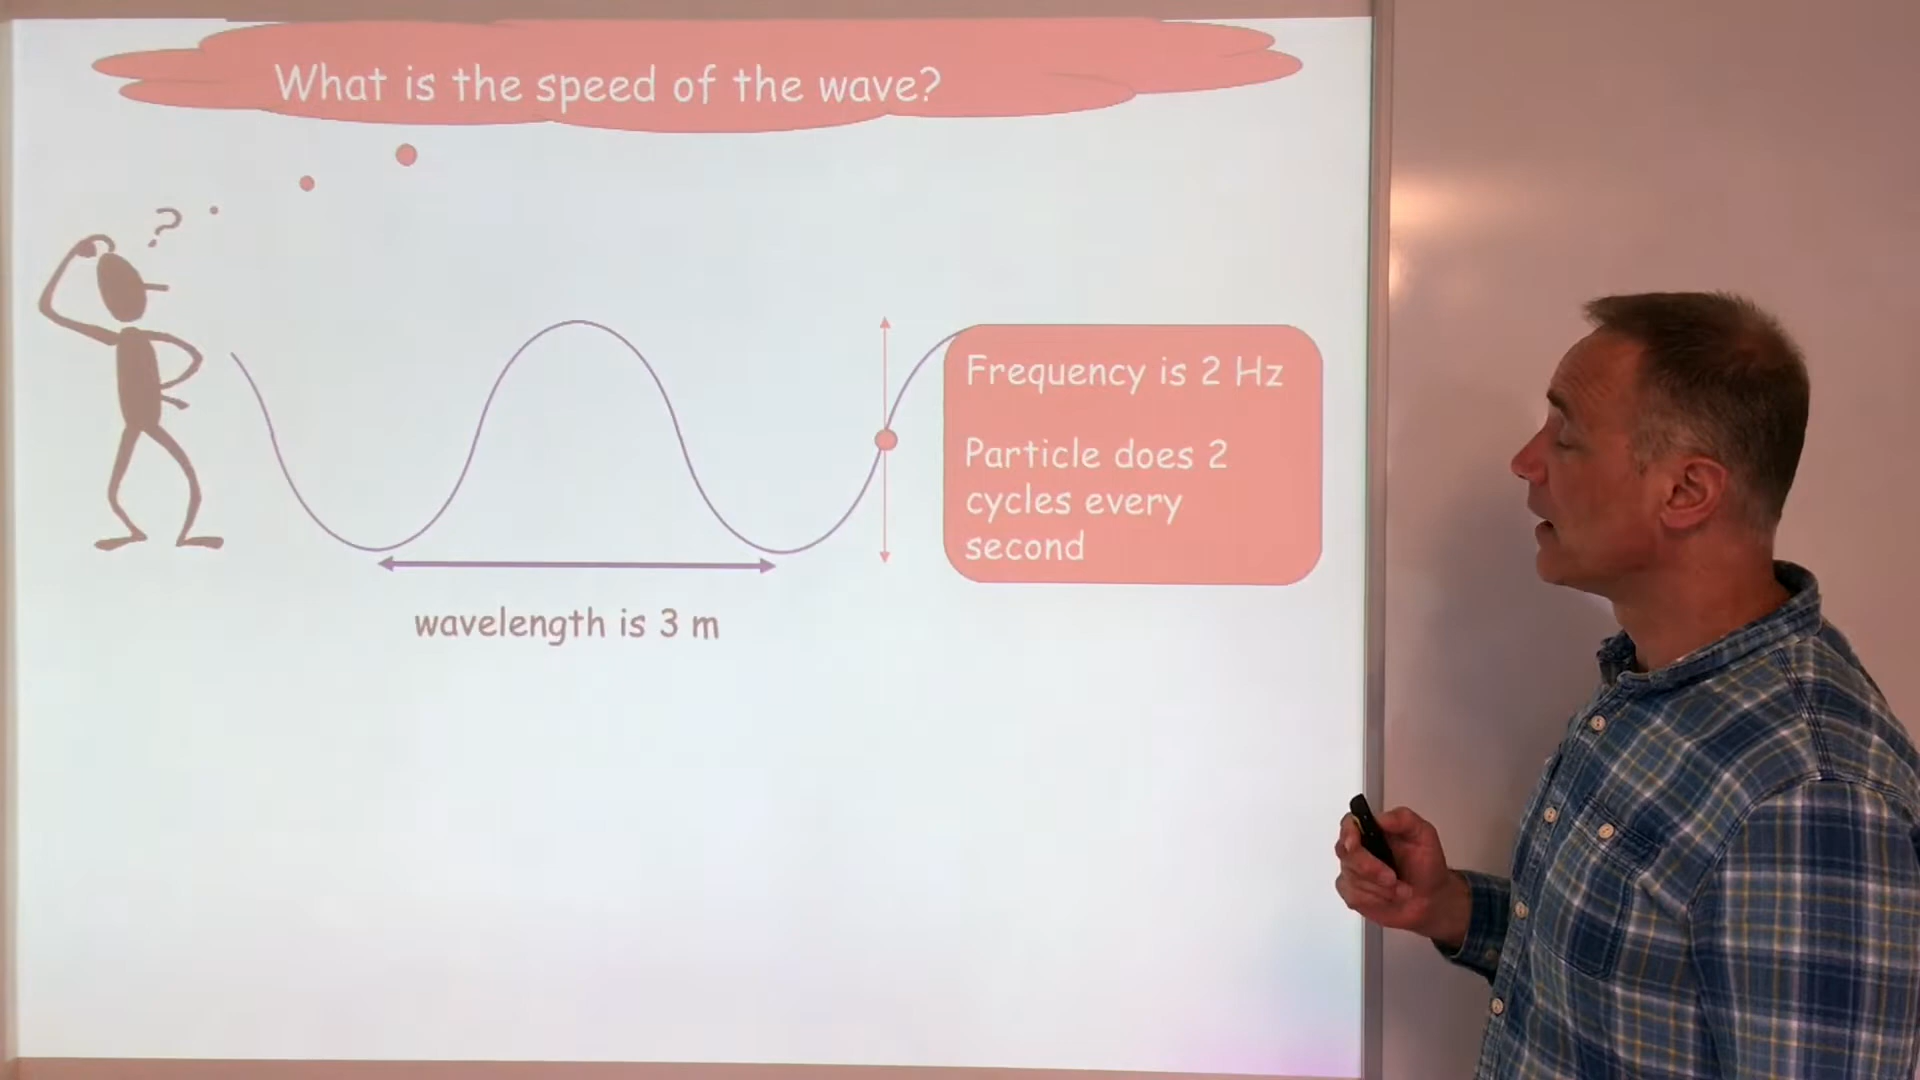 What is the speed of the wave?
?
Frequency is 2 Hz
Particle does 2
cycles every
second
wavelength is 3 m